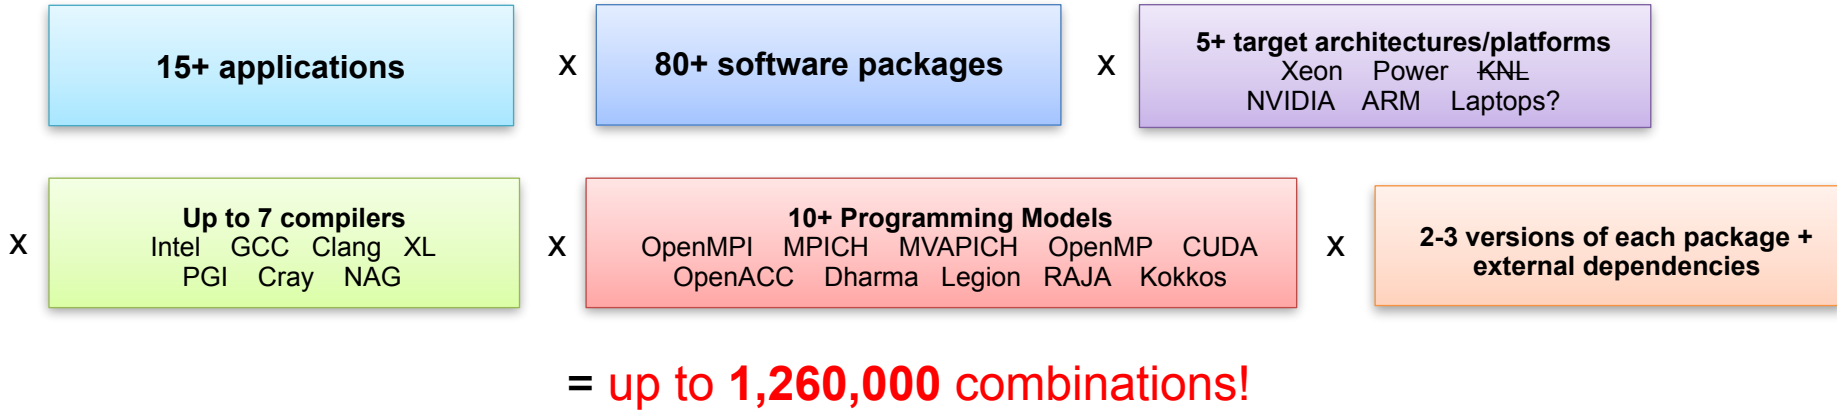 15+ applications
x
80+ software packages
x
5+ target architectures/platforms
Xeon Power KNL
NVIDIA ARM Laptops?
x
Up to 7 compilers
Intel GCC Clang XL
PGI Cray NAG
x
10+ Programming Models
OpenMPI MPICH MVAPICH OpenMP CUDA
OpenACC Dharma Legion RAJA Kokkos
x
2-3 versions of each package +
external dependencies
= up to 1,260,000 combinations!